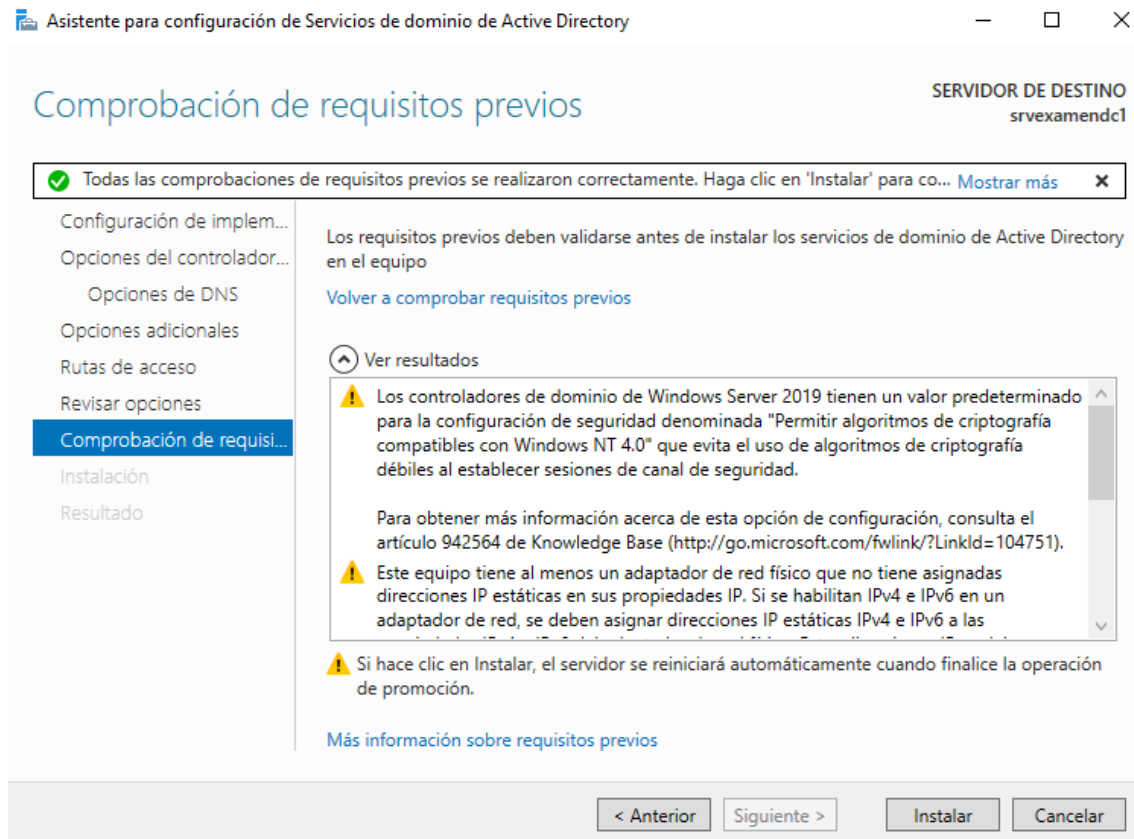 Asistente para configuración de Servicios de dominio de Active Directory
Comprobación de requisitos previos
SERVIDOR DE DESTINO
srvexamendc1
Todas las comprobaciones de requisitos previos se realizaron correctamente. Haga clic en 'Instalar' para co... Mostrar más
Configuración de implem...
Opciones del controlador...
Opciones de DNS
Opciones adicionales
Rutas de acceso
Revisar opciones
Comprobación de requisi...
Instalación
Resultado
Los requisitos previos deben validarse antes de instalar los servicios de dominio de Active Directory
en el equipo
Volver a comprobar requisitos previos
Ver resultados
Los controladores de dominio de Windows Server 2019 tienen un valor predeterminado
para la configuración de seguridad denominada "Permitir algoritmos de criptografía
compatibles con Windows NT 4.0" que evita el uso de algoritmos de criptografía
débiles al establecer sesiones de canal de seguridad.
Para obtener más información acerca de esta opción de configuración, consulta el
artículo 942564 de Knowledge Base (http://go.microsoft.com/fwlink/?LinkId=104751).
Este equipo tiene al menos un adaptador de red físico que no tiene asignadas
direcciones IP estáticas en sus propiedades IP. Si se habilitan IPv4 e IPv6 en un
adaptador de red, se deben asignar direcciones IP estáticas IPv4 e IPv6 a las
Si hace clic en Instalar, el servidor se reiniciará automáticamente cuando finalice la operación
de promoción.
Más información sobre requisitos previos
< Anterior
Siguiente >
Instalar
Cancelar